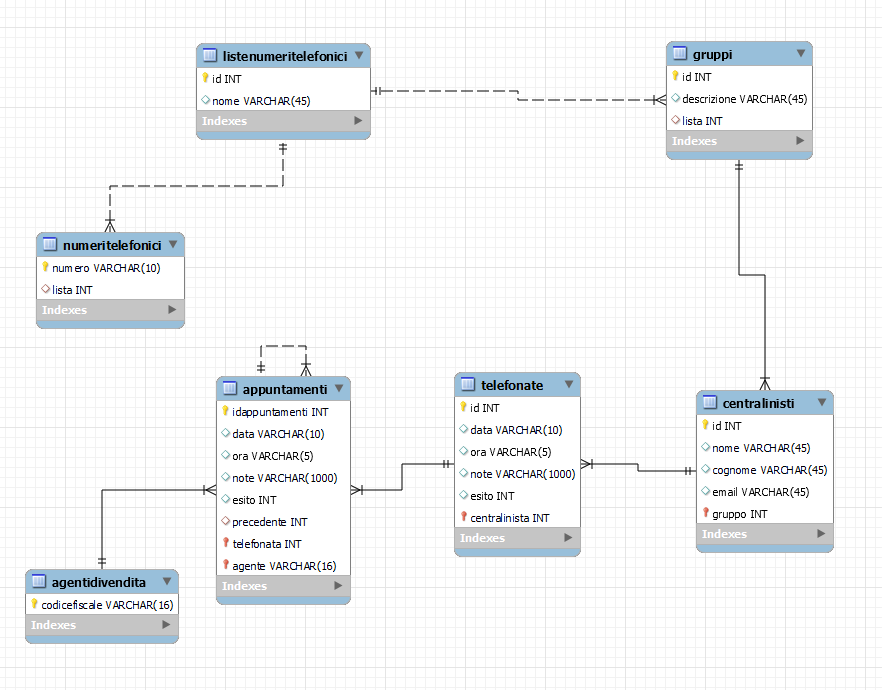 listenumeritelefonici
id INT
nome VARCHAR(45)
Indexes
gruppi
id INT
descrizione VARCHAR(45)
lista INT
Indexes
numeritelefonici
numero VARCHAR(10)
lista INT
Indexes
appuntamenti
idappuntamenti INT
data VARCHAR(10)
ora VARCHAR(5)
note VARCHAR(1000)
esito INT
precedente INT
telefonata INT
agente VARCHAR(16)
Indexes
telefonate
id INT
data VARCHAR(10)
ora VARCHAR(5)
note VARCHAR(1000)
esito INT
centralinista INT
Indexes
centralinisti
id INT
nome VARCHAR(45)
cognome VARCHAR(45)
email VARCHAR(45)
gruppo INT
Indexes
agentidivendita
codicefiscale VARCHAR(16)
Indexes